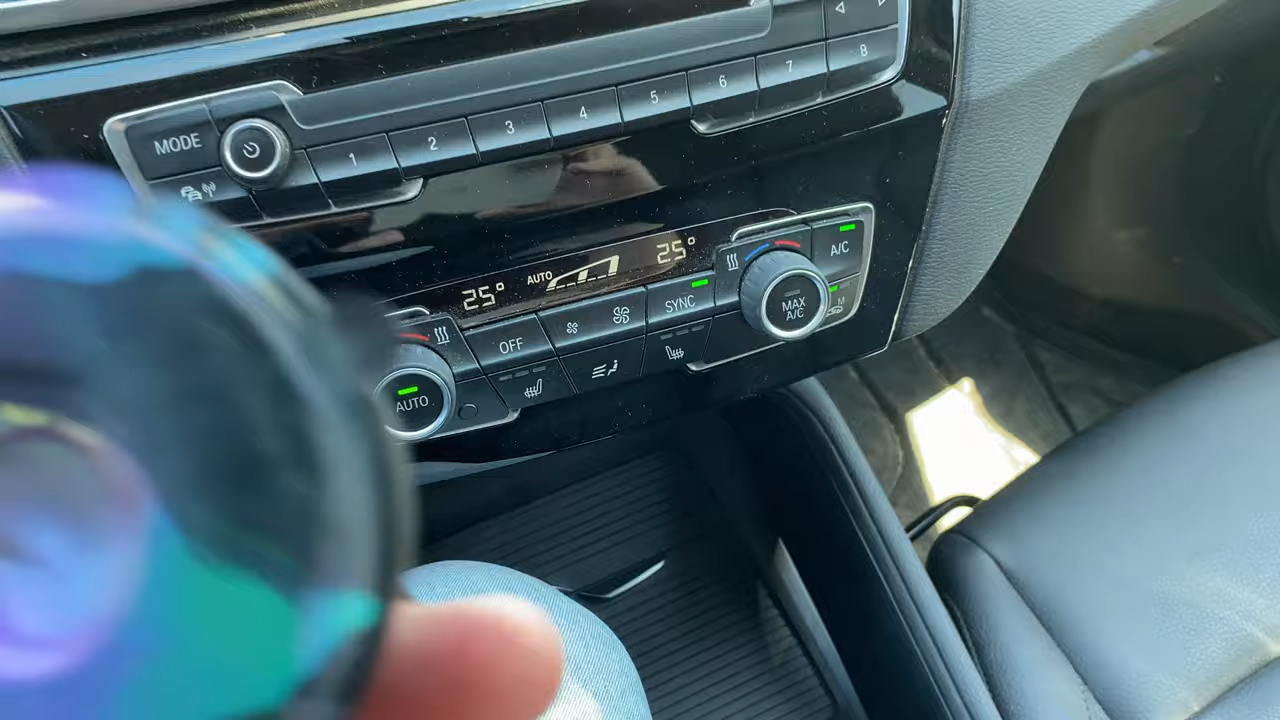 MODE
1 2 3 4 5 6 7 8
25° AUTO 25°
A/C
OFF
SYNC
MAX
A/C
M
AUTO